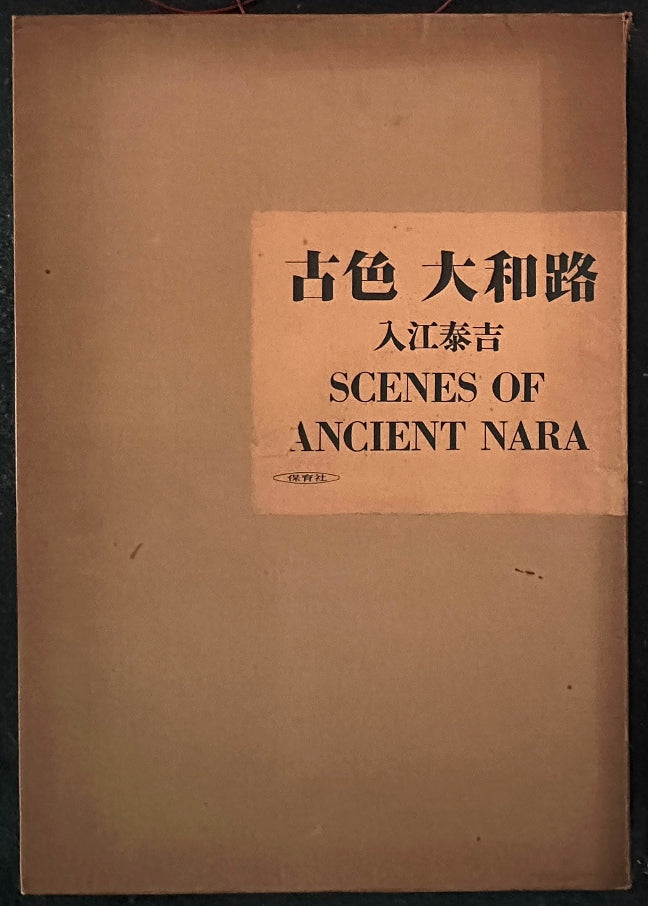 古色 大和路
入江泰吉
SCENES OF
ANCIENT NARA
保育社